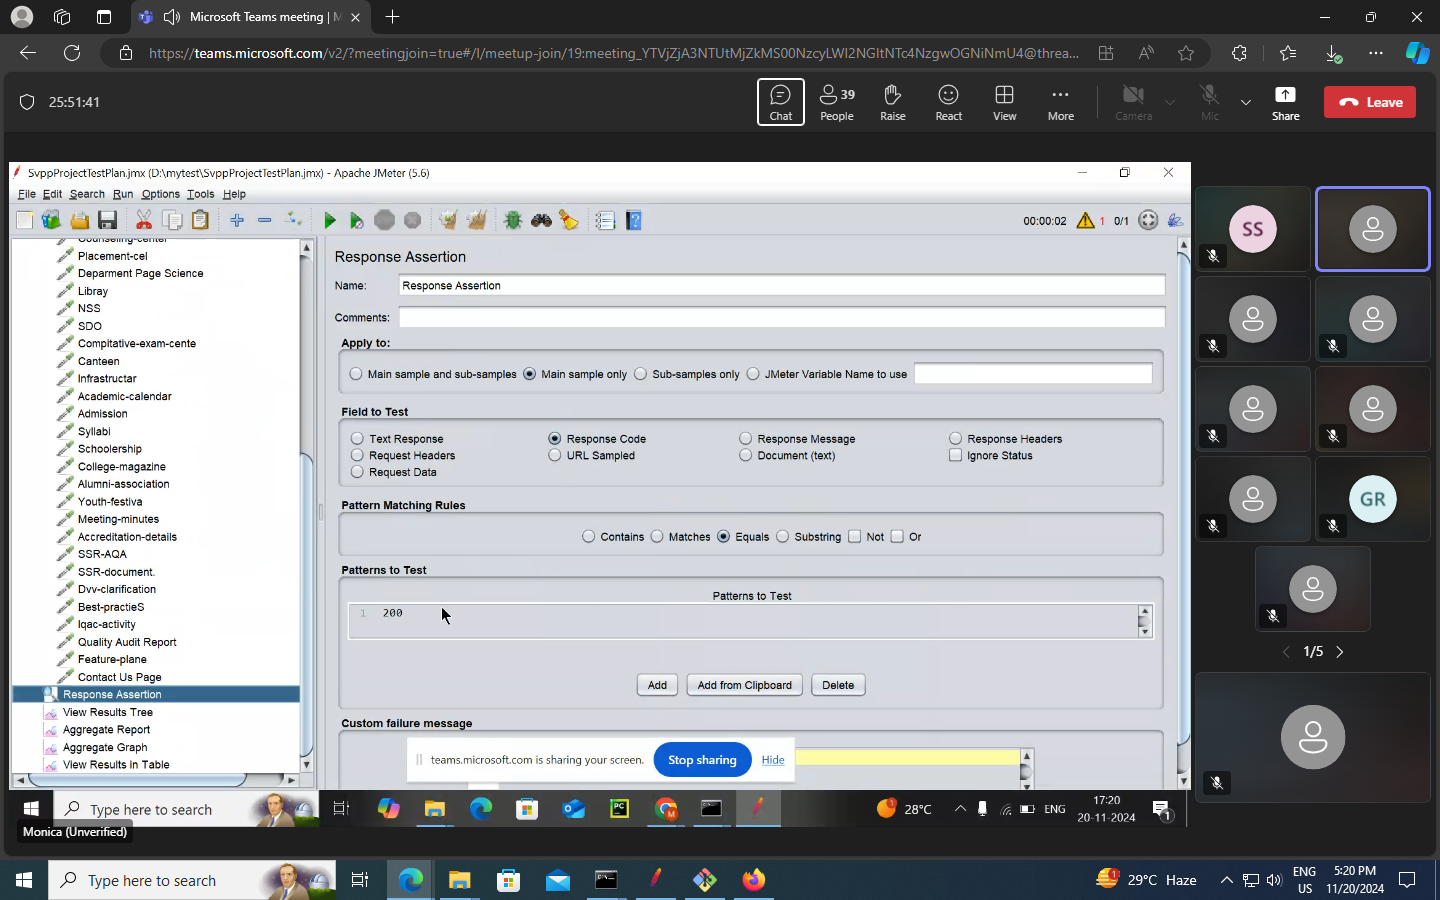 Microsoft Teams meeting | M
https://teams.microsoft.com/v2/?meetingjoin=true#/l/meetup-join/19:meeting_YTVjZjA3NTUtMjZkMS00NzcyLWI2NGItNTc4NzgwOGNiNmU4@threa...
25:51:41
Chat
39
People
Raise
React
View
More
Camera
Mic
Share
Leave
SvppProjectTestPlan.jmx (D:\mytest\SvppProjectTestPlan.jmx) - Apache JMeter (5.6)
File Edit Search Run Options Tools Help
00:00:02 1 0/1
Counseling-center
Placement-cel
Deparment Page Science
Libray
NSS
SDO
Compitative-exam-cente
Canteen
Infrastructar
Academic-calendar
Admission
Syllabi
Schoolership
College-magazine
Alumni-association
Youth-festiva
Meeting-minutes
Accreditation-details
SSR-AQA
SSR-document.
Dvv-clarification
Best-practieS
Iqac-activity
Quality Audit Report
Feature-plane
Contact Us Page
Response Assertion
View Results Tree
Aggregate Report
Aggregate Graph
View Results in Table
Response Assertion
Name: Response Assertion
Comments:
Apply to:
Main sample and sub-samples Main sample only Sub-samples only JMeter Variable Name to use
Field to Test
Text Response Response Code Response Message Response Headers
Request Headers URL Sampled Document (text) Ignore Status
Request Data
Pattern Matching Rules
Contains Matches Equals Substring Not Or
Patterns to Test
Patterns to Test
1 200
Add Add from Clipboard Delete
Custom failure message
teams.microsoft.com is sharing your screen. Stop sharing Hide
SS
GR
1/5
Type here to search
PC
M
28°C
ENG
17:20
20-11-2024
1
Monica (Unverified)
Type here to search
1
29°C Haze
ENG
US
5:20 PM
11/20/2024